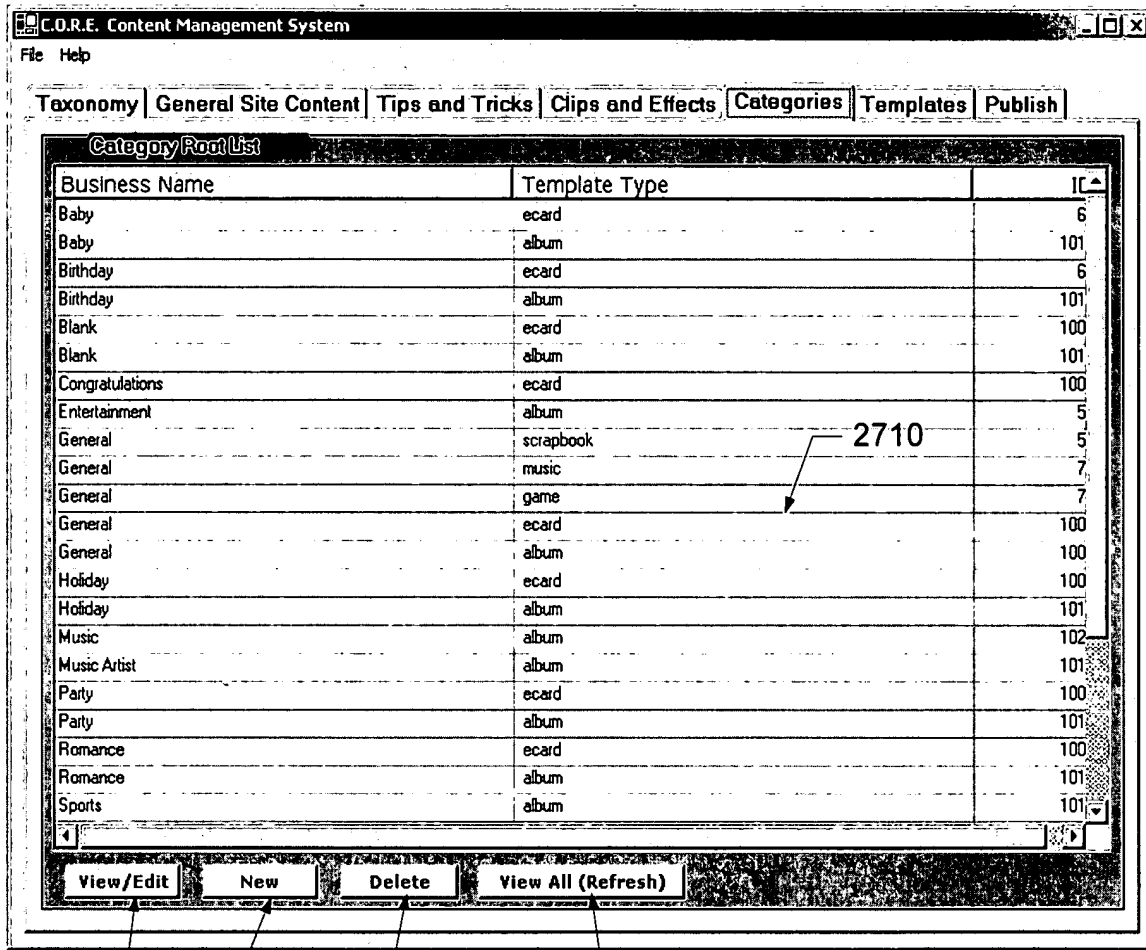 C.O.R.E. Content Management System
File Help
Taxonomy General Site Content Tips and Tricks Clips and Effects Categories Templates Publish
Category Root List
Business Name Template Type
Baby ecard 6
Baby album 101
Birthday ecard 6
Birthday album 101
Blank ecard 100
Blank album 101
Congratulations ecard 100
Entertainment album 5
General scrapbook 5
2710
General music 7
General game 7
General ecard 100
General album 100
Holiday ecard 100
Holiday album 101
Music album 102
Music Artist album 101
Party ecard 100
Party album 101
Romance ecard 100
Romance album 101
Sports album 101
View/Edit New Delete View All (Refresh)